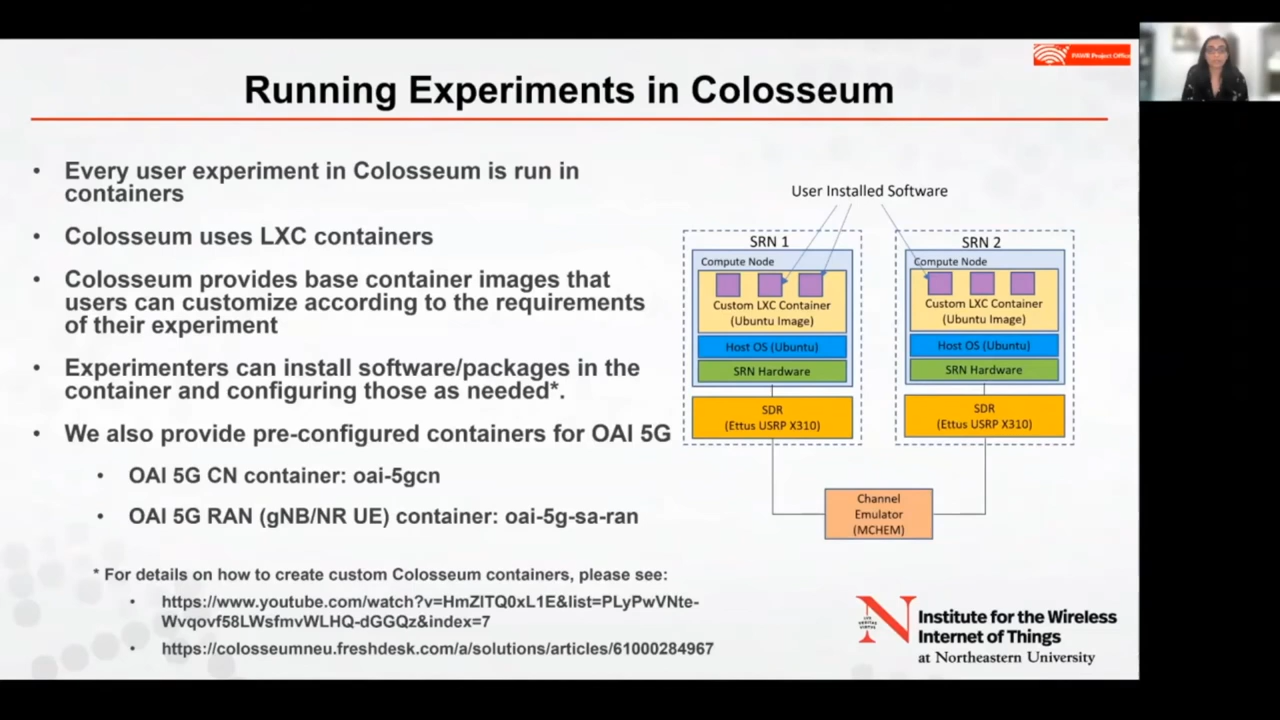 PAWR Project Office
Running Experiments in Colosseum
• Every user experiment in Colosseum is run in
containers
• Colosseum uses LXC containers
• Colosseum provides base container images that
users can customize according to the requirements
of their experiment
• Experimenters can install software/packages in the
container and configuring those as needed*.
• We also provide pre-configured containers for OAI 5G
• OAI 5G CN container: oai-5gcn
• OAI 5G RAN (gNB/NR UE) container: oai-5g-sa-ran
* For details on how to create custom Colosseum containers, please see:
• https://www.youtube.com/watch?v=HmZlTQ0xL1E&list=PLyPwVNte-
Wvqovf58LWsfmvWLHQ-dGGQz&index=7
• https://colosseumneu.freshdesk.com/a/solutions/articles/61000284967
User Installed Software
SRN 1
Compute Node
Custom LXC Container
(Ubuntu Image)
Host OS (Ubuntu)
SRN Hardware
SDR
(Ettus USRP X310)
SRN 2
Compute Node
Custom LXC Container
(Ubuntu Image)
Host OS (Ubuntu)
SRN Hardware
SDR
(Ettus USRP X310)
Channel
Emulator
(MCHEM)
N
Institute for the Wireless
Internet of Things
at Northeastern University